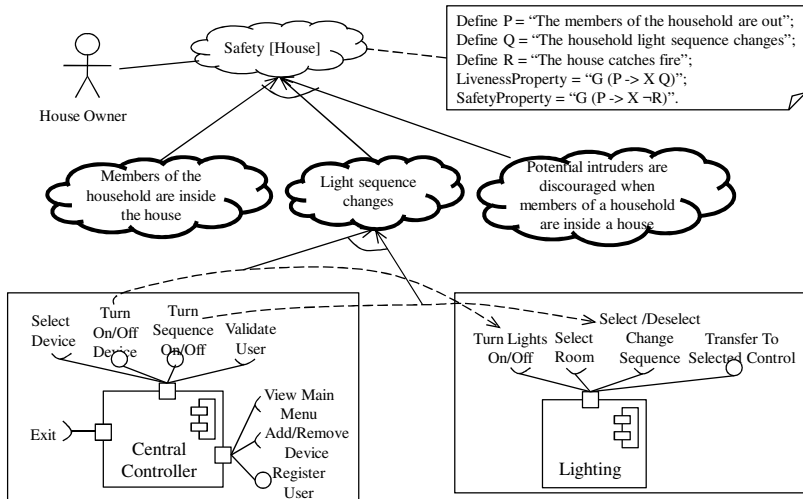 Safety [House]
House Owner
Define P = “The members of the household are out”;
Define Q = “The household light sequence changes”;
Define R = “The house catches fire”;
LivenessProperty = “G (P -> X Q)”;
SafetyProperty = “G (P -> X ¬R)”.
Members of the
household are inside
the house
Light sequence
changes
Potential intruders are
discouraged when
members of a household
are inside a house
Select
Device
Turn
On/Off
Device
Turn
Sequence
On/Off
Validate
User
Exit
Central
Controller
View Main
Menu
Add/Remove
Device
Register
User
Turn Lights
On/Off
Select
Room
Select /Deselect
Change
Sequence
Transfer To
Selected Control
Lighting